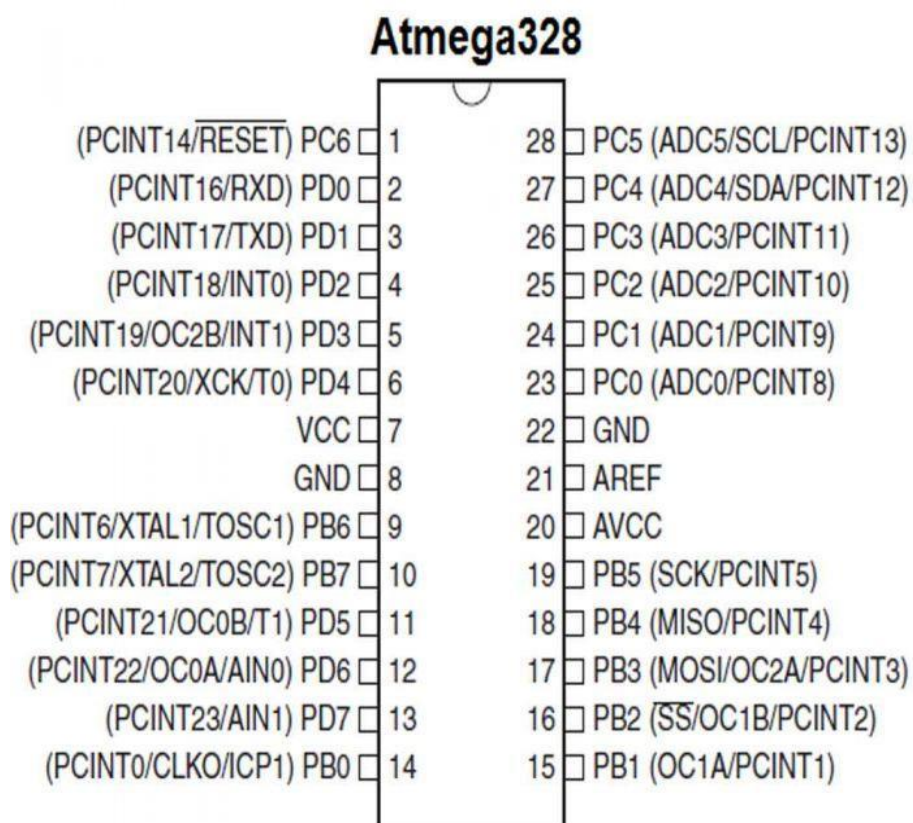 Atmega328
(PCINT14/RESET) PC6 1 28 PC5 (ADC5/SCL/PCINT13)
(PCINT16/RXD) PD0 2 27 PC4 (ADC4/SDA/PCINT12)
(PCINT17/TXD) PD1 3 26 PC3 (ADC3/PCINT11)
(PCINT18/INT0) PD2 4 25 PC2 (ADC2/PCINT10)
(PCINT19/OC2B/INT1) PD3 5 24 PC1 (ADC1/PCINT9)
(PCINT20/XCK/T0) PD4 6 23 PC0 (ADC0/PCINT8)
VCC 7 22 GND
GND 8 21 AREF
(PCINT6/XTAL1/TOSC1) PB6 9 20 AVCC
(PCINT7/XTAL2/TOSC2) PB7 10 19 PB5 (SCK/PCINT5)
(PCINT21/OC0B/T1) PD5 11 18 PB4 (MISO/PCINT4)
(PCINT22/OC0A/AIN0) PD6 12 17 PB3 (MOSI/OC2A/PCINT3)
(PCINT23/AIN1) PD7 13 16 PB2 (SS/OC1B/PCINT2)
(PCINT0/CLKO/ICP1) PB0 14 15 PB1 (OC1A/PCINT1)